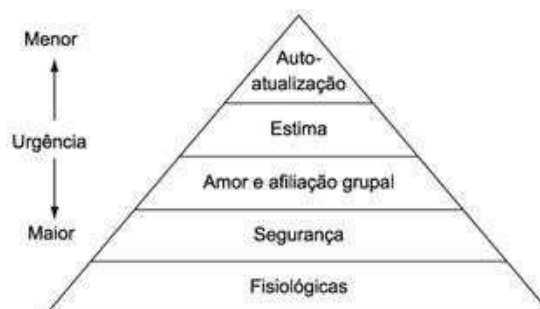 Menor
Urgência
Maior
Auto-
atualização
Estima
Amor e afiliação grupal
Segurança
Fisiológicas